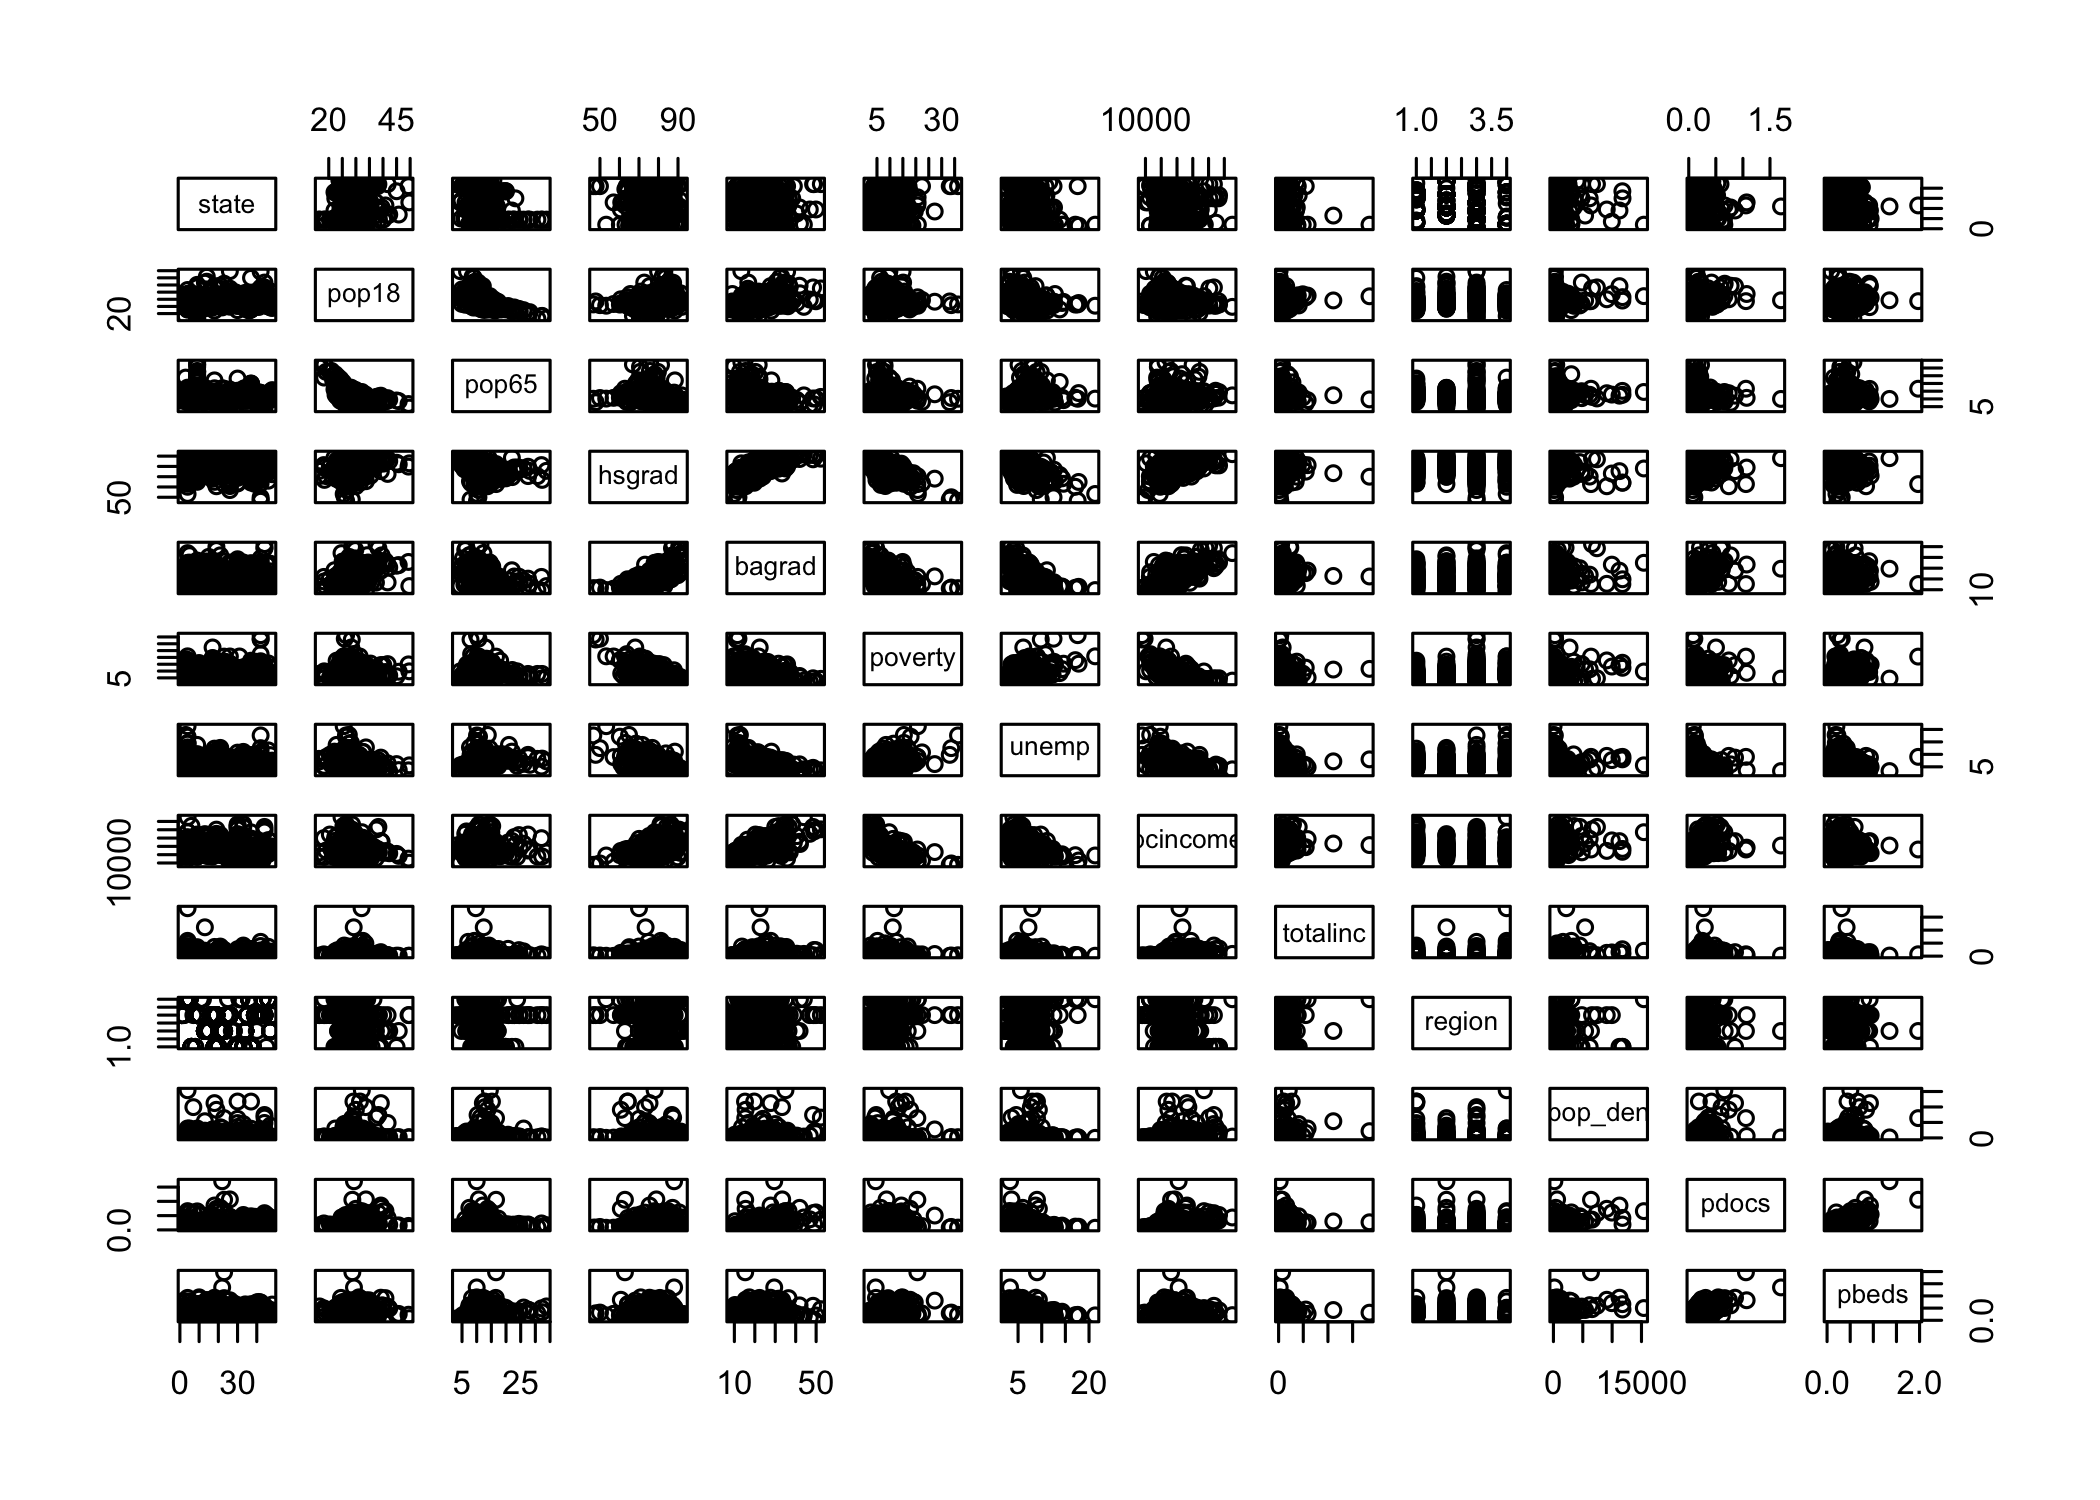 20 45 50 90 5 30 10000 1.0 3.5 0.0 1.5
state 0
20 pop18
pop65 5
50 hsgrad
bagrad 10
5 poverty
unemp 5
10000 pcincome
totalinc 0
1.0 region
pop_den 0
0.0 pdocs
pbeds 0.0
0 30 5 25 10 50 5 20 0 0 15000 0.0 2.0